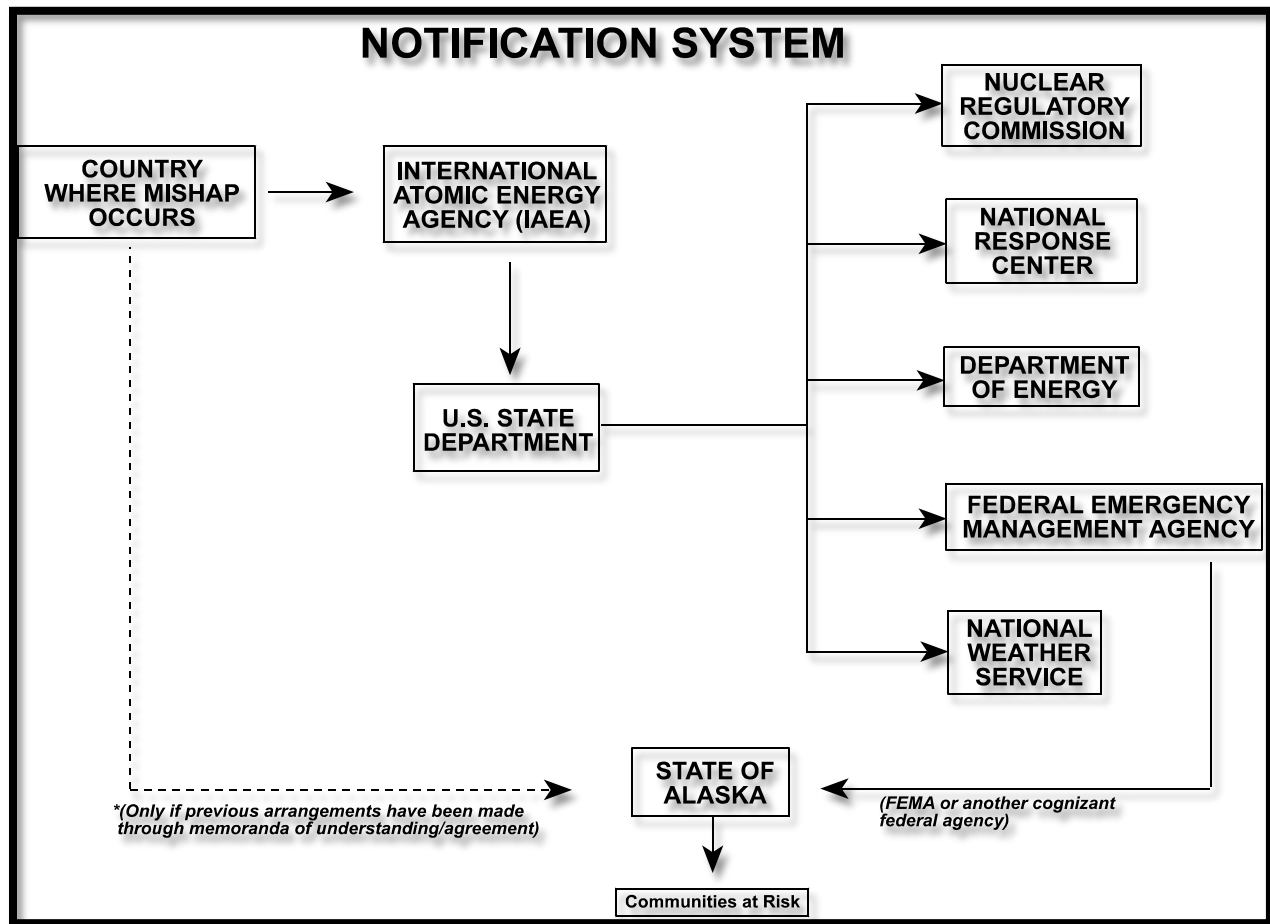 NOTIFICATION SYSTEM
NUCLEAR
REGULATORY
COMMISSION
COUNTRY
WHERE MISHAP
OCCURS
INTERNATIONAL
ATOMIC ENERGY
AGENCY (IAEA)
NATIONAL
RESPONSE
CENTER
DEPARTMENT
OF ENERGY
U.S. STATE
DEPARTMENT
FEDERAL EMERGENCY
MANAGEMENT AGENCY
NATIONAL
WEATHER
SERVICE
STATE OF
ALASKA
*(Only if previous arrangements have been made
through memoranda of understanding/agreement)
(FEMA or another cognizant
federal agency)
Communities at Risk